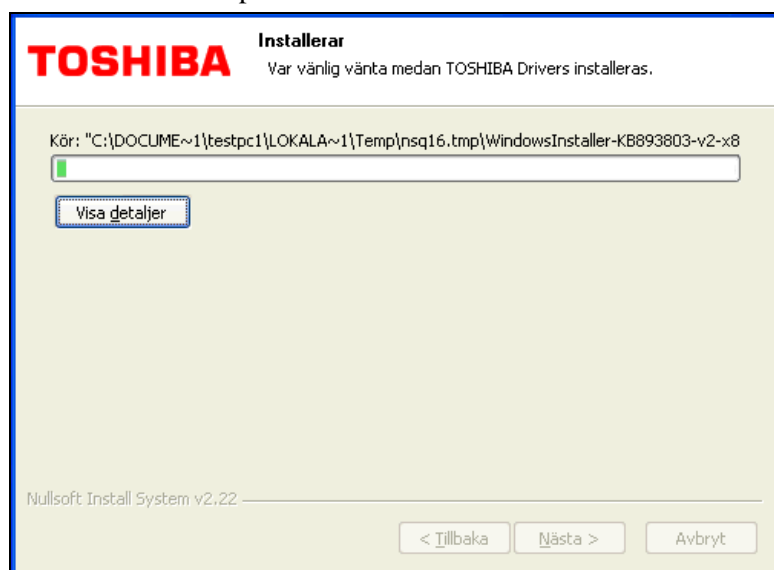 TOSHIBA
Installerar
Var vänlig vänta medan TOSHIBA Drivers installeras.
Kör: "C:\DOCUME~1\testpc1\LOKALA~1\Temp\nsq16.tmp\WindowsInstaller-KB893803-v2-x8
Visa detaljer
Nullsoft Install System v2.22
< Tillbaka
Nästa >
Avbryt